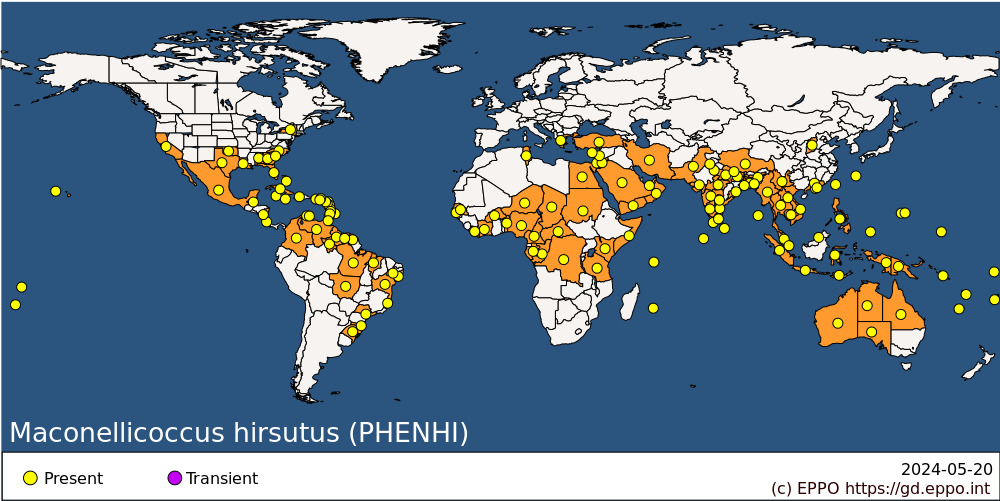 Maconellicoccus hirsutus (PHENHI)
Present
Transient
2024-05-20
(c) EPPO https://gd.eppo.int